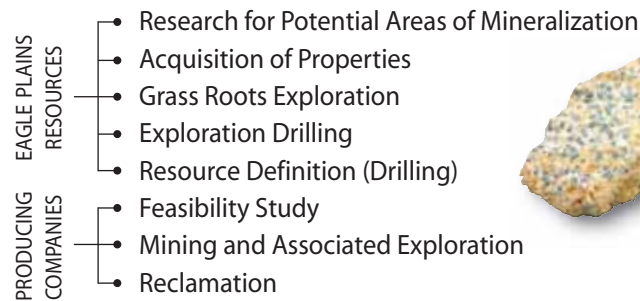 EAGLE PLAINS
RESOURCES
Research for Potential Areas of Mineralization
Acquisition of Properties
Grass Roots Exploration
Exploration Drilling
Resource Definition (Drilling)
PRODUCING
COMPANIES
Feasibility Study
Mining and Associated Exploration
Reclamation